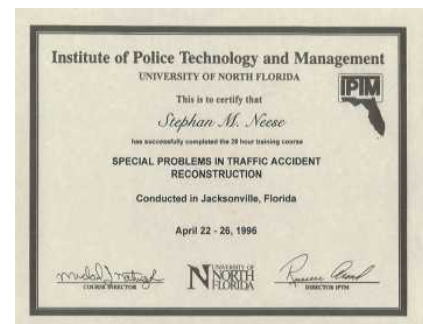 Institute of Police Technology and Management
UNIVERSITY OF NORTH FLORIDA
IPTM
This is to certify that
Stephan M. Neese
has successfully completed the 28 hour training course
SPECIAL PROBLEMS IN TRAFFIC ACCIDENT
RECONSTRUCTION
Conducted in Jacksonville, Florida
April 22 - 26, 1996
COURSE DIRECTOR
UNIVERSITY OF
NORTH
FLORIDA
DIRECTOR IPTM